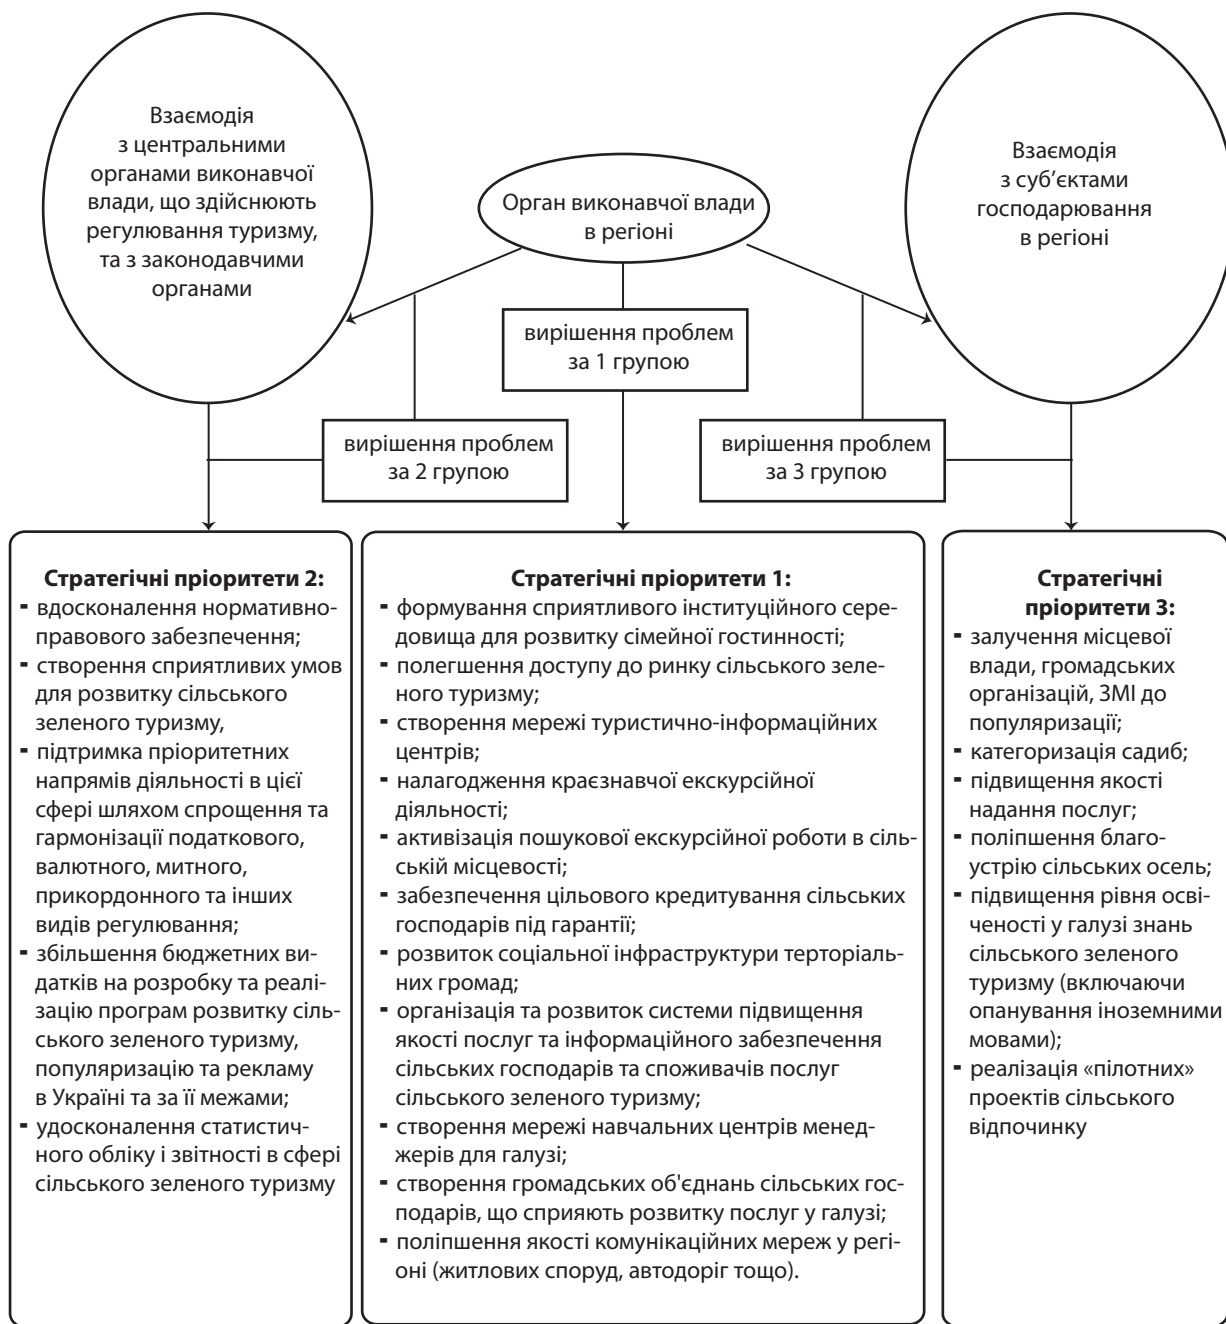 Взаємодія
з центральними
органами виконавчої
влади, що здійснюють
регулювання туризму,
та з законодавчими
органами
Орган виконавчої влади
в регіоні
Взаємодія
з суб’єктами
господарювання
в регіоні
вирішення проблем
за 1 групою
вирішення проблем
за 2 групою
вирішення проблем
за 3 групою
Стратегічні пріоритети 2:
- вдосконалення нормативно-
правового забезпечення;
- створення сприятливих умов
для розвитку сільського
зеленого туризму,
- підтримка пріоритетних
напрямів діяльності в цієї
сфері шляхом спрощення та
гармонізації податкового,
валютного, митного,
прикордонного та інших
видів регулювання;
- збільшення бюджетних ви-
датків на розробку та реалі-
зацію програм розвитку сіль-
ського зеленого туризму,
популяризацію та рекламу
в Україні та за її межами;
- удосконалення статистич-
ного обліку і звітності в сфері
сільського зеленого туризму
Стратегічні пріоритети 1:
- формування сприятливого інституційного сере-
довища для розвитку сімейної гостинності;
- полегшення доступу до ринку сільського зеле-
ного туризму;
- створення мережі туристично-інформаційних
центрів;
- налагодження краєзнавчої екскурсійної
діяльності;
- активізація пошукової екскурсійної роботи в сіль-
ській місцевості;
- забезпечення цільового кредитування сільських
господарів під гарантії;
- розвиток соціальної інфраструктури терторіаль-
них громад;
- організація та розвиток системи підвищення
якості послуг та інформаційного забезпечення
сільських господарів та споживачів послуг
сільського зеленого туризму;
- створення мережі навчальних центрів менед-
жерів для галузі;
- створення громадських об'єднань сільських гос-
подарів, що сприяють розвитку послуг у галузі;
- поліпшення якості комунікаційних мереж у регі-
оні (житлових споруд, автодоріг тощо).
Стратегічні
пріоритети 3:
- залучення місцевої
влади, громадських
організацій, ЗМІ до
популяризації;
- категоризація садиб;
- підвищення якості
надання послуг;
- поліпшення благо-
устрію сільських осель;
- підвищення рівня осві-
ченості у галузі знань
сільського зеленого
туризму (включаючи
опанування іноземними
мовами);
- реалізація «пілотних»
проектів сільського
відпочинку